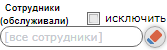 Сотрудники
(обслуживали) исключить
[все сотрудники]